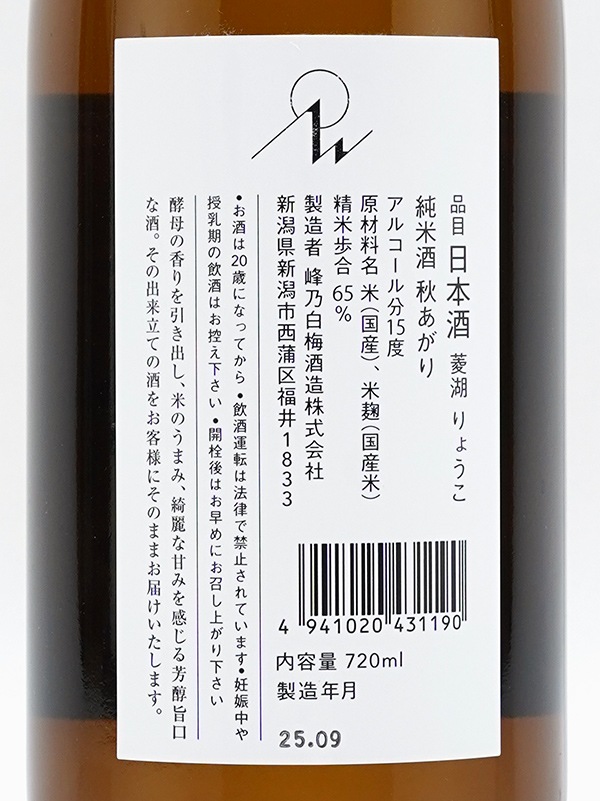 品目 日本酒 菱湖 りょうこ
純米酒 秋あがり
アルコール分15度
原材料名 米(国産)、米麹(国産米)
精米歩合 65%
製造者 峰乃白梅酒造株式会社
新潟県新潟市西蒲区福井1833
●お酒は20歳になってから ●飲酒運転は法律で禁止されています●妊娠中や
授乳期の飲酒はお控え下さい ●開栓後はお早めにお召し上がり下さい
酵母の香りを引き出し、米のうまみ、綺麗な甘みを感じる芳醇旨口
な酒。その出来立ての酒をお客様にそのままお届けいたします。
4 941020 431190
内容量 720ml
製造年月
25.09